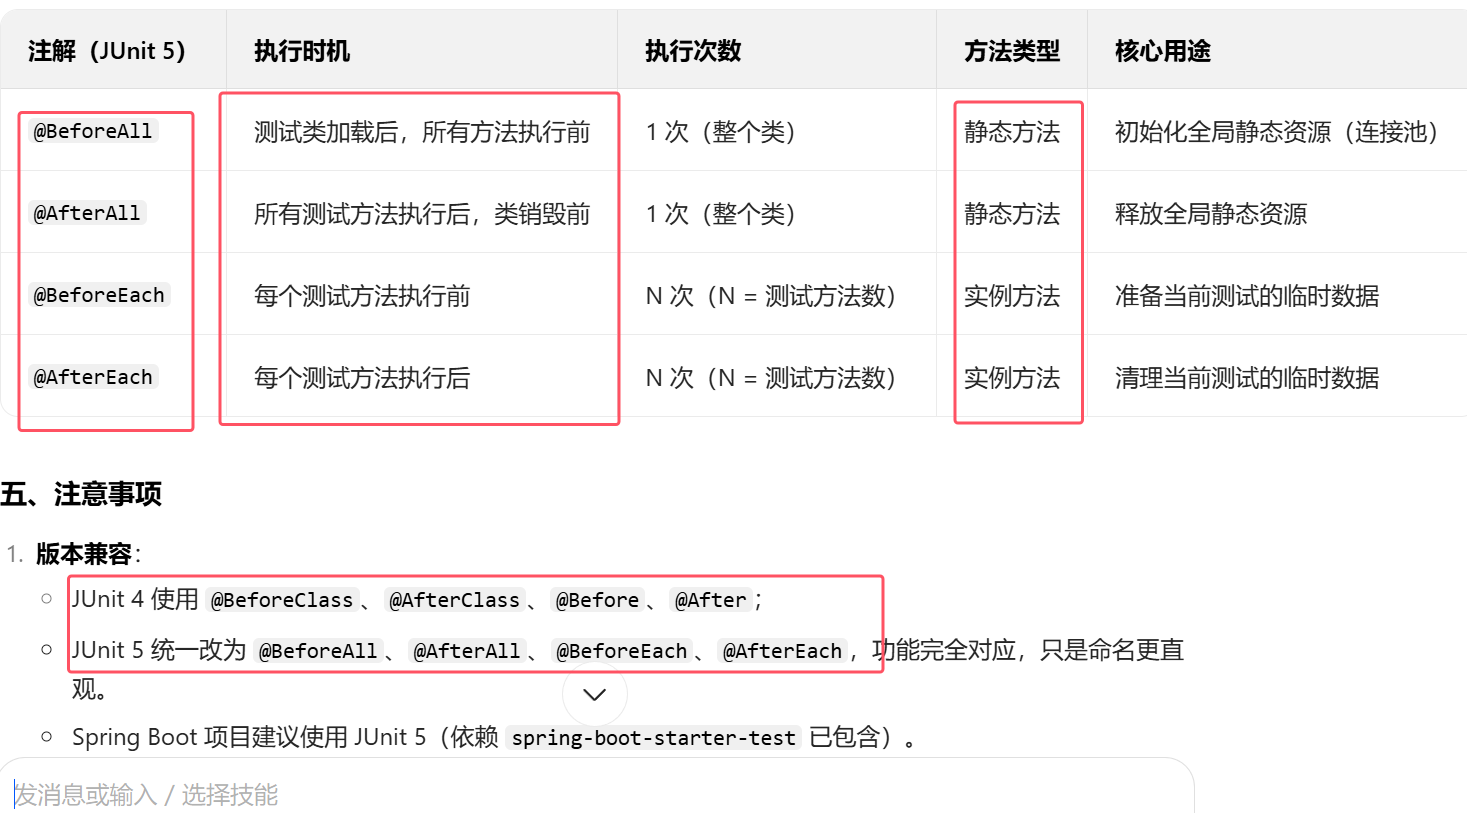 注解（JUnit 5） 执行时机 执行次数 方法类型 核心用途
@BeforeAll 测试类加载后，所有方法执行前 1 次（整个类） 静态方法 初始化全局静态资源（连接池）
@AfterAll 所有测试方法执行后，类销毁前 1 次（整个类） 静态方法 释放全局静态资源
@BeforeEach 每个测试方法执行前 N 次（N = 测试方法数） 实例方法 准备当前测试的临时数据
@AfterEach 每个测试方法执行后 N 次（N = 测试方法数） 实例方法 清理当前测试的临时数据
五、注意事项
1. 版本兼容：
JUnit 4 使用 @BeforeClass、@AfterClass、@Before、@After；
JUnit 5 统一改为 @BeforeAll、@AfterAll、@BeforeEach、@AfterEach，功能完全对应，只是命名更直
观。
Spring Boot 项目建议使用 JUnit 5（依赖 spring-boot-starter-test 已包含）。
发消息或输入 / 选择技能